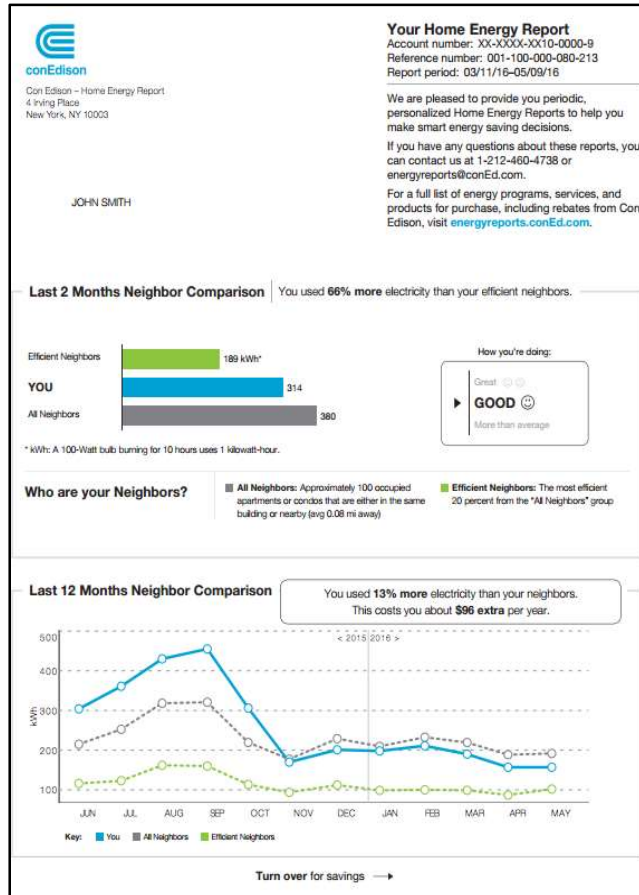 conEdison
Con Edison – Home Energy Report
4 Irving Place
New York, NY 10003
JOHN SMITH
Your Home Energy Report
Account number: XX-XXXX-XX10-0000-9
Reference number: 001-100-000-080-213
Report period: 03/11/16–05/09/16
We are pleased to provide you periodic,
personalized Home Energy Reports to help you
make smart energy saving decisions.
If you have any questions about these reports, you
can contact us at 1-212-460-4738 or
energyreports@conEd.com.
For a full list of energy programs, services, and
products for purchase, including rebates from Con
Edison, visit energyreports.conEd.com.
Last 2 Months Neighbor Comparison You used 66% more electricity than your efficient neighbors.
Efficient Neighbors 189 kWh*
YOU 314
All Neighbors 380
* kWh: A 100-Watt bulb burning for 10 hours uses 1 kilowatt-hour.
How you're doing:
Great
GOOD
More than average
Who are your Neighbors?
All Neighbors: Approximately 100 occupied
apartments or condos that are either in the same
building or nearby (avg 0.08 mi away)
Efficient Neighbors: The most efficient
20 percent from the "All Neighbors" group
Last 12 Months Neighbor Comparison
You used 13% more electricity than your neighbors.
This costs you about $96 extra per year.
< 2015 2016 >
500
400
300
200
100
kWh
JUN JUL AUG SEP OCT NOV DEC JAN FEB MAR APR MAY
Key: You All Neighbors Efficient Neighbors
Turn over for savings